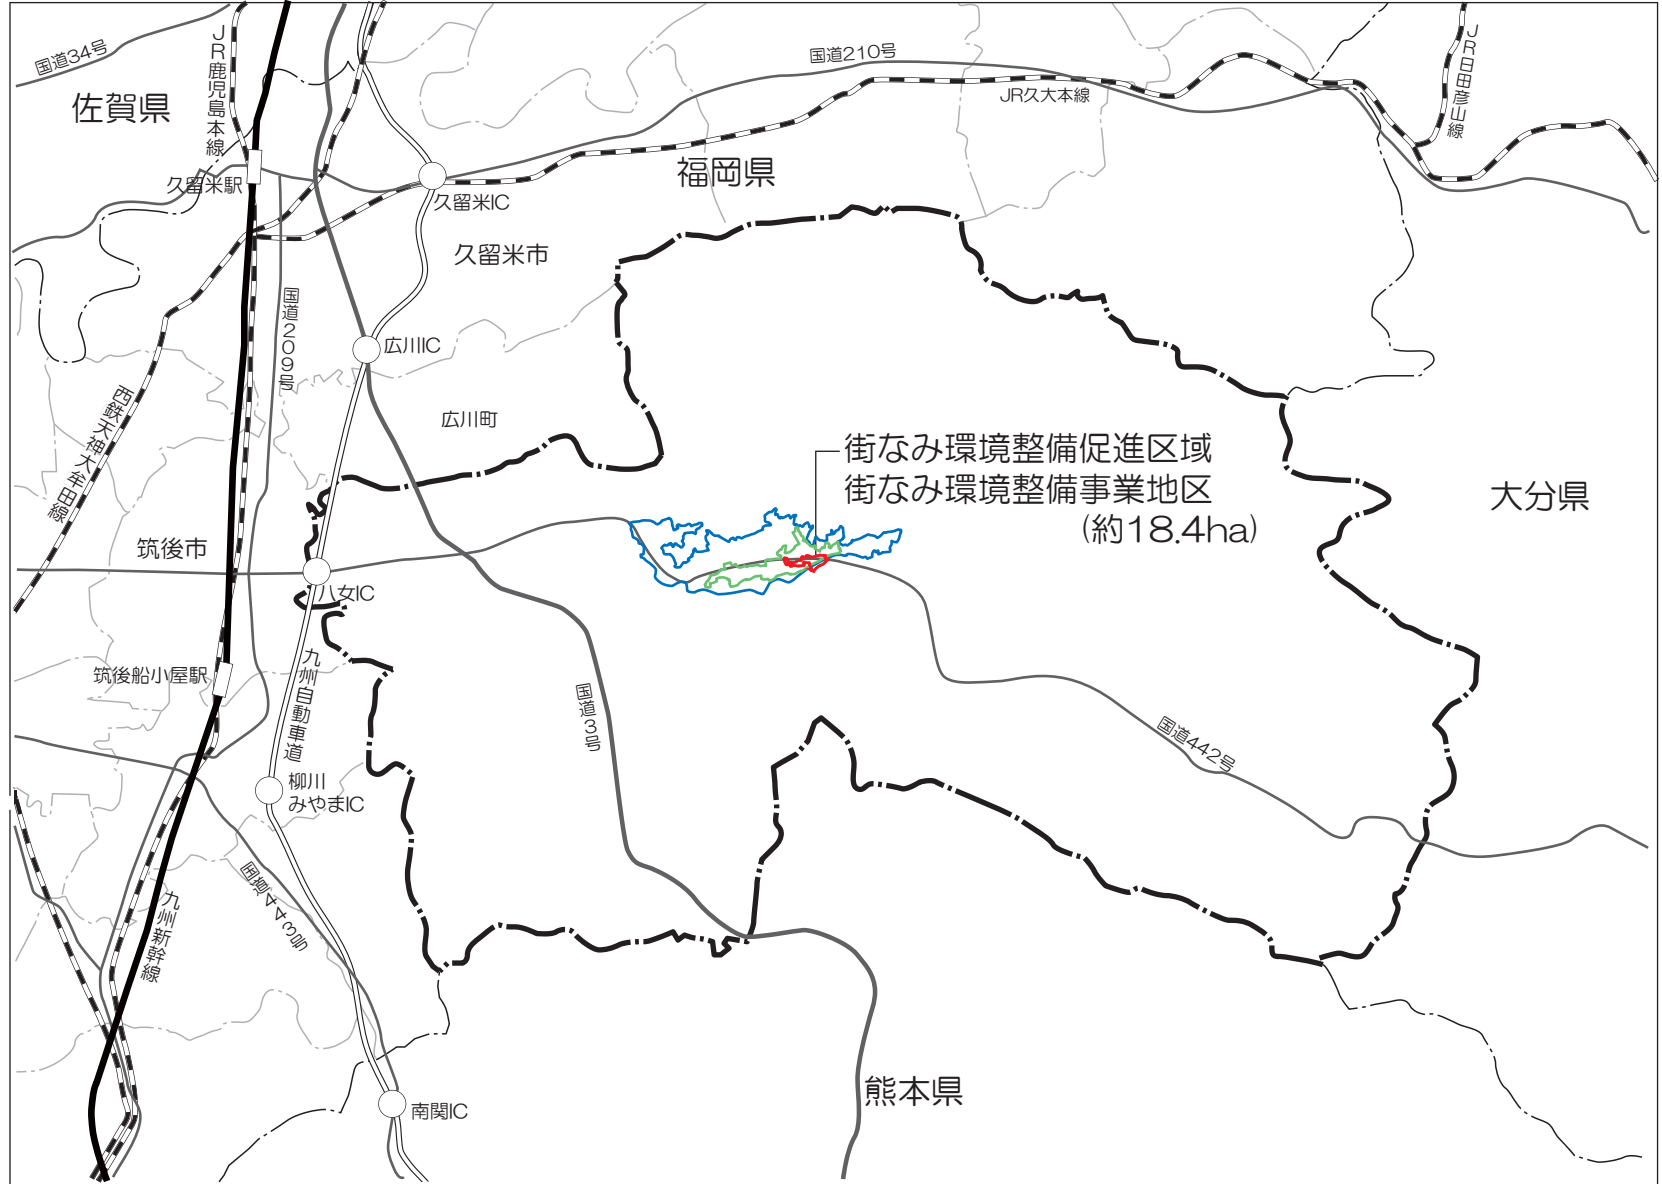 国道34号
JR鹿児島本線
国道210号
JR日田彦山線
佐賀県
JR久大本線
福岡県
久留米駅
久留米IC
久留米市
国道209号
広川IC
西鉄天神大牟田線
広川町
街なみ環境整備促進区域
街なみ環境整備事業地区
(約18.4ha)
大分県
筑後市
八女IC
筑後船小屋駅
九州自動車道
国道3号
国道442号
柳川
みやまIC
国道443号
九州新幹線
熊本県
南関IC